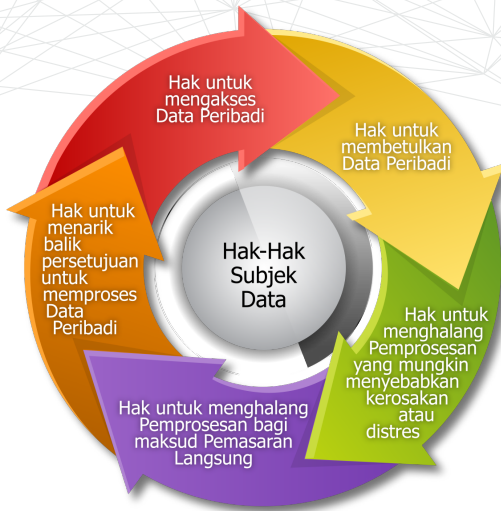 Hak untuk
mengakses
Data Peribadi
Hak untuk
membetulkan
Data Peribadi
Hak untuk
menghalang
Pemprosesan
yang mungkin
menyebabkan
kerosakan
atau
distres
Hak untuk menghalang
Pemprosesan bagi
maksud Pemasaran
Langsung
Hak untuk
menarik
balik
persetujuan
untuk
memproses
Data
Peribadi
Hak-Hak
Subjek
Data